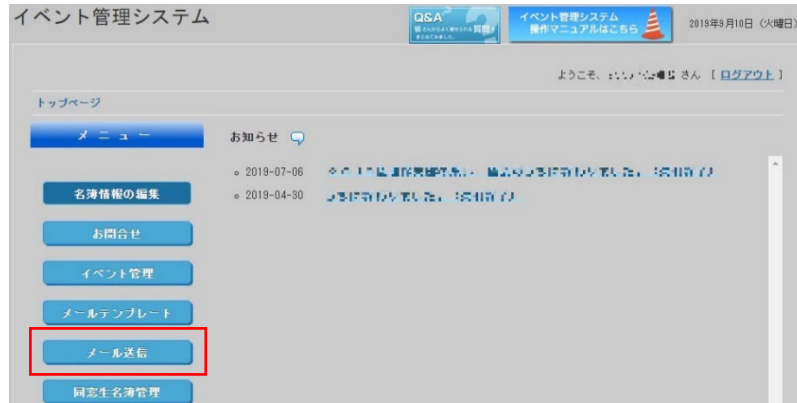 イベント管理システム
Q&A
イベント管理システム
操作マニュアルはこちら
2019年9月10日（火曜日）
ようこそ、 さん [ ログアウト ]
トップページ
メニュー
お知らせ
2019-07-06
2019-04-30
名簿情報の編集
お問合せ
イベント管理
メールテンプレート
メール送信
同窓生名簿管理